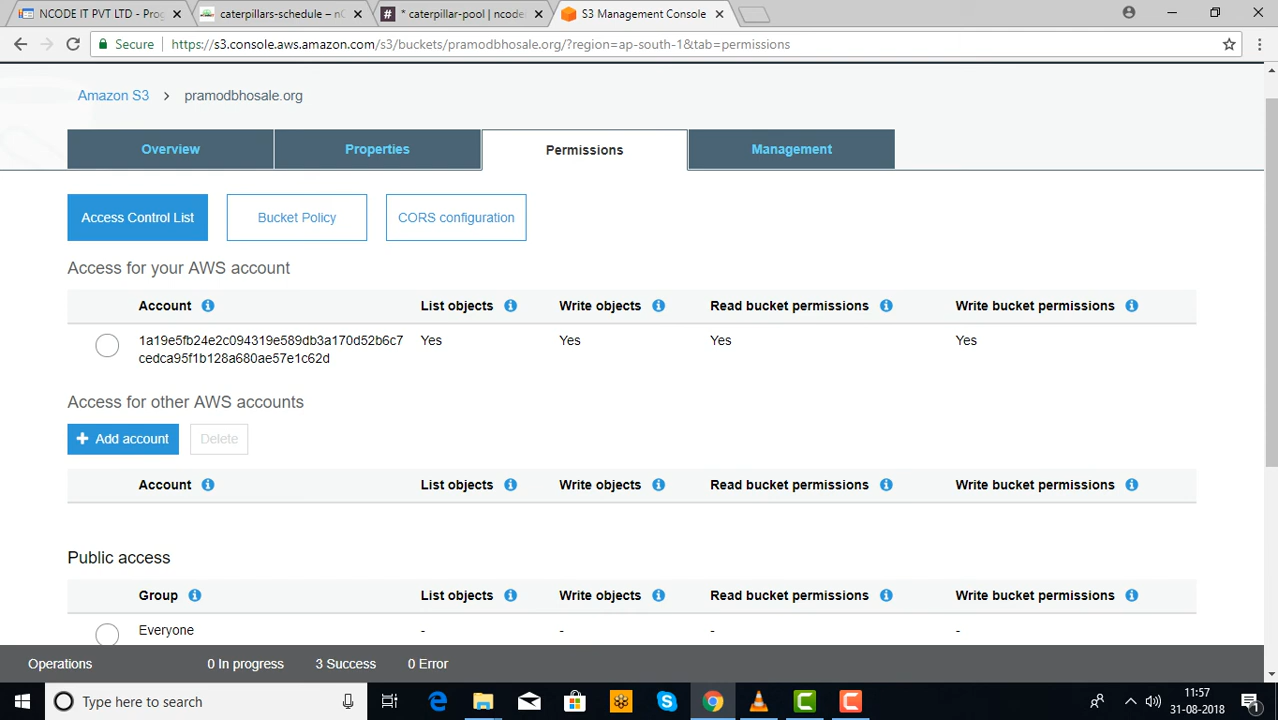 NCODE IT PVT LTD - Prog
caterpillars-schedule – nC
* caterpillar-pool | ncode
S3 Management Console
Secure
https://s3.console.aws.amazon.com/s3/buckets/pramodbhosale.org/?region=ap-south-1&tab=permissions
Amazon S3 > pramodbhosale.org
Overview Properties Permissions Management
Access Control List Bucket Policy CORS configuration
Access for your AWS account
Account List objects Write objects Read bucket permissions Write bucket permissions
1a19e5fb24e2c094319e589db3a170d52b6c7 Yes Yes Yes Yes
cedca95f1b128a680ae57e1c62d
Access for other AWS accounts
+ Add account Delete
Account List objects Write objects Read bucket permissions Write bucket permissions
Public access
Group List objects Write objects Read bucket permissions Write bucket permissions
Everyone - - - -
Operations 0 In progress 3 Success 0 Error
Type here to search
11:57
31-08-2018
1